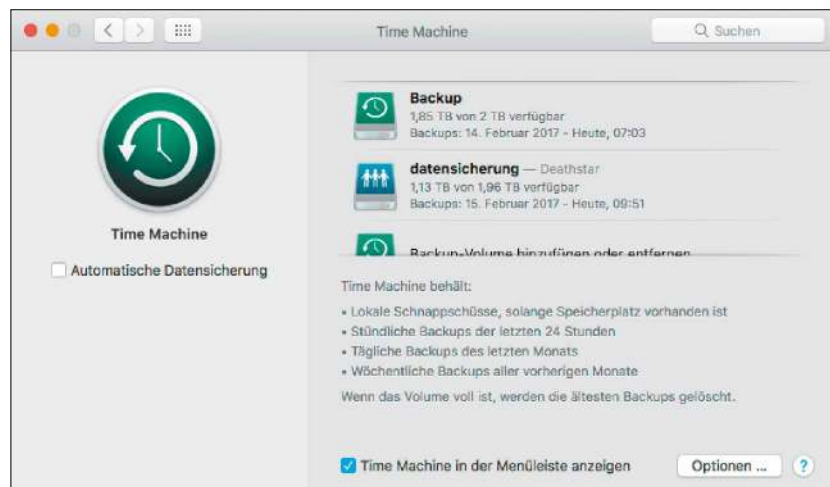 Time Machine
Suchen
Backup
1,85 TB von 2 TB verfügbar
Backups: 14. Februar 2017 - Heute, 07:03
datensicherung — Deathstar
1,13 TB von 1,96 TB verfügbar
Backups: 15. Februar 2017 - Heute, 09:51
Backup-Volume hinzufügen oder entfernen
Time Machine
Automatische Datensicherung
Time Machine behält:
• Lokale Schnappschüsse, solange Speicherplatz vorhanden ist
• Stündliche Backups der letzten 24 Stunden
• Tägliche Backups des letzten Monats
• Wöchentliche Backups aller vorherigen Monate
Wenn das Volume voll ist, werden die ältesten Backups gelöscht.
Time Machine in der Menüleiste anzeigen
Optionen ...
?